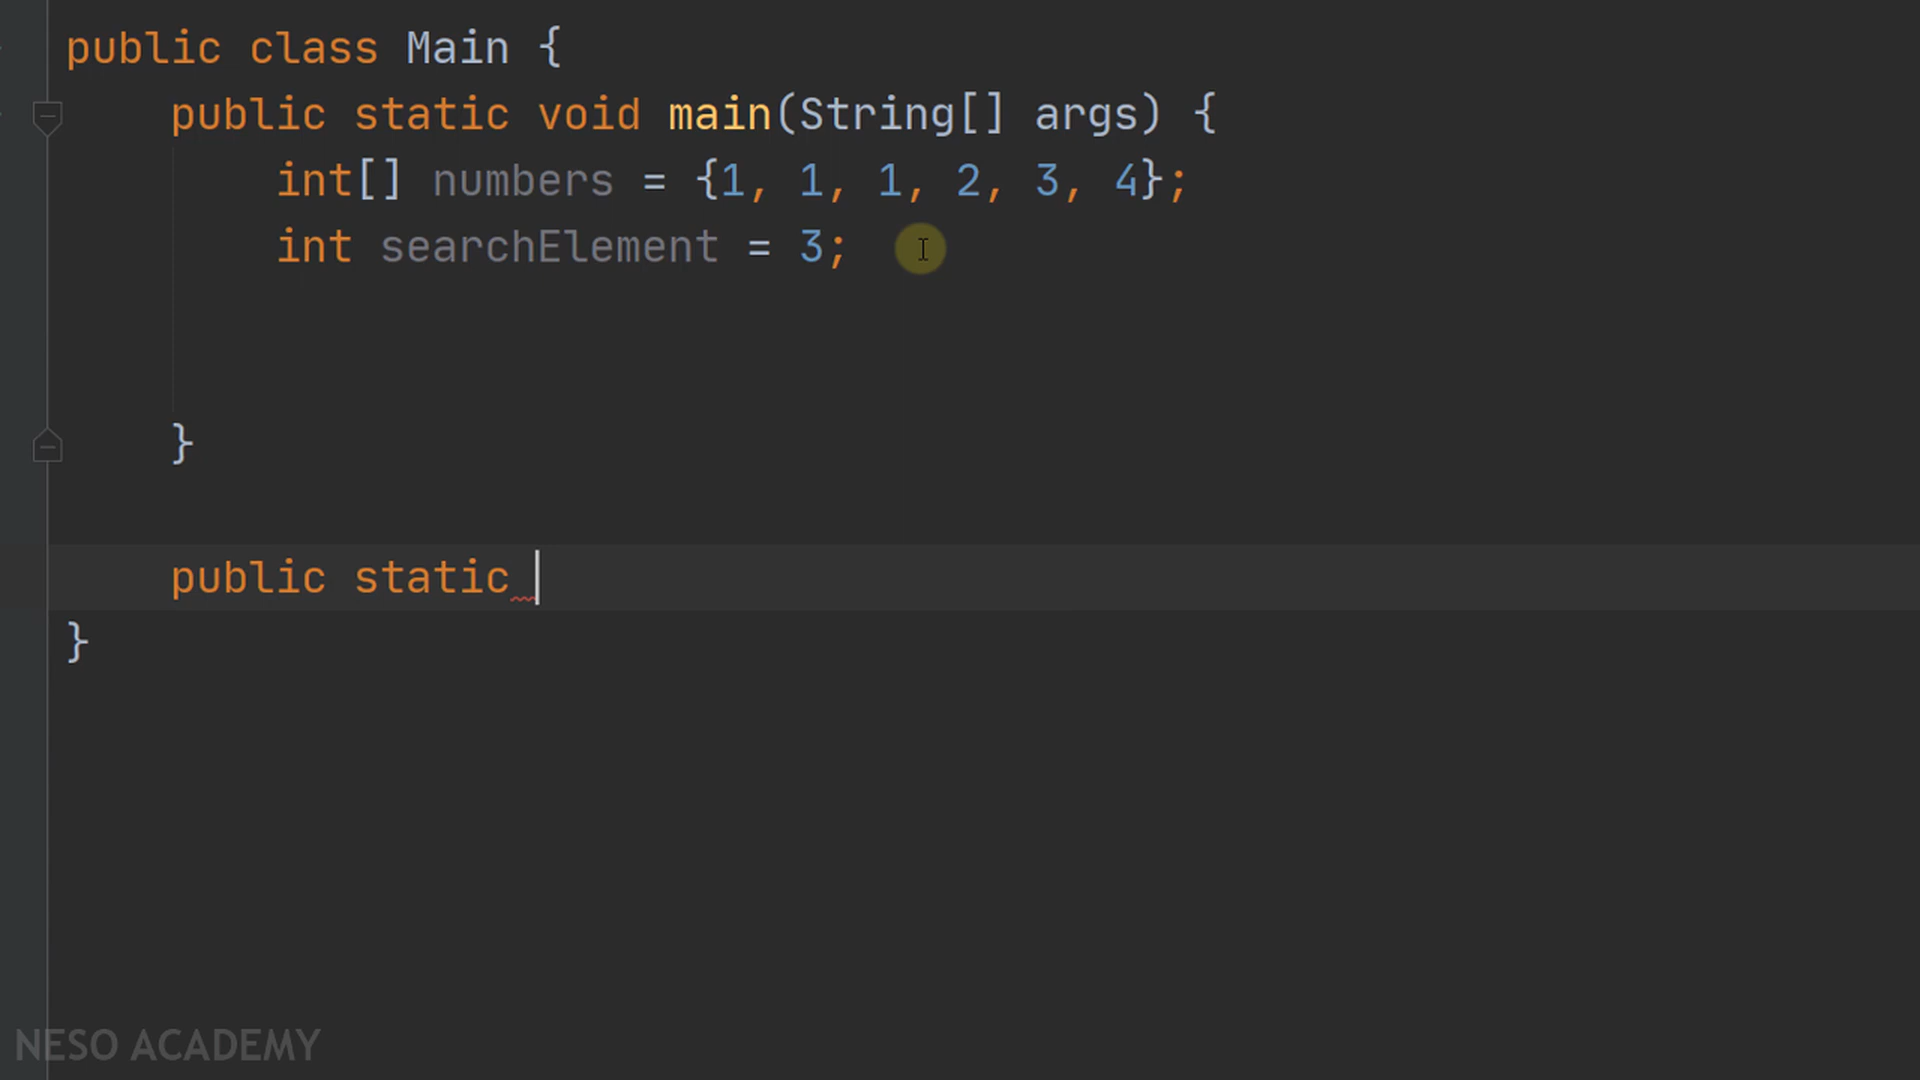 public class Main {
public static void main(String[] args) {
int[] numbers = {1, 1, 1, 2, 3, 4};
int searchElement = 3;
}
public static
}
NESO ACADEMY